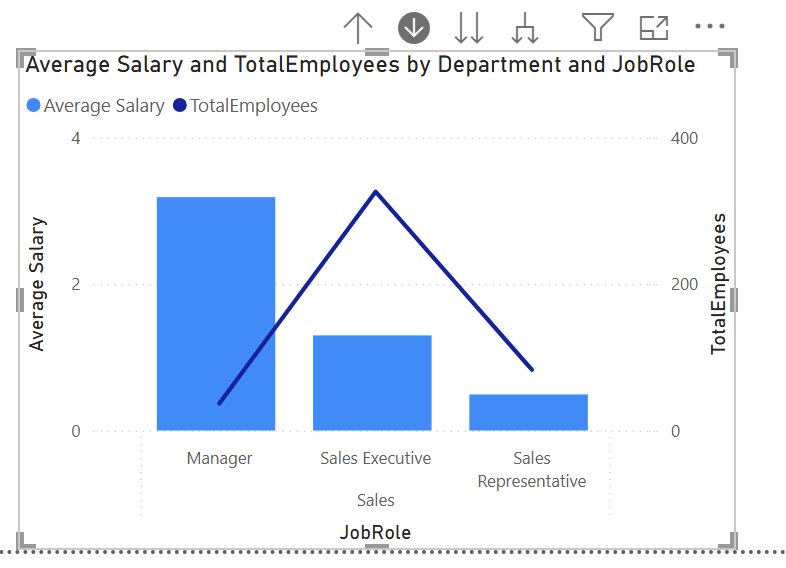 Average Salary and TotalEmployees by Department and JobRole
Average Salary TotalEmployees
4
400
Average Salary
2
200
TotalEmployees
0
0
Manager
Sales Executive
Sales
Representative
Sales
JobRole